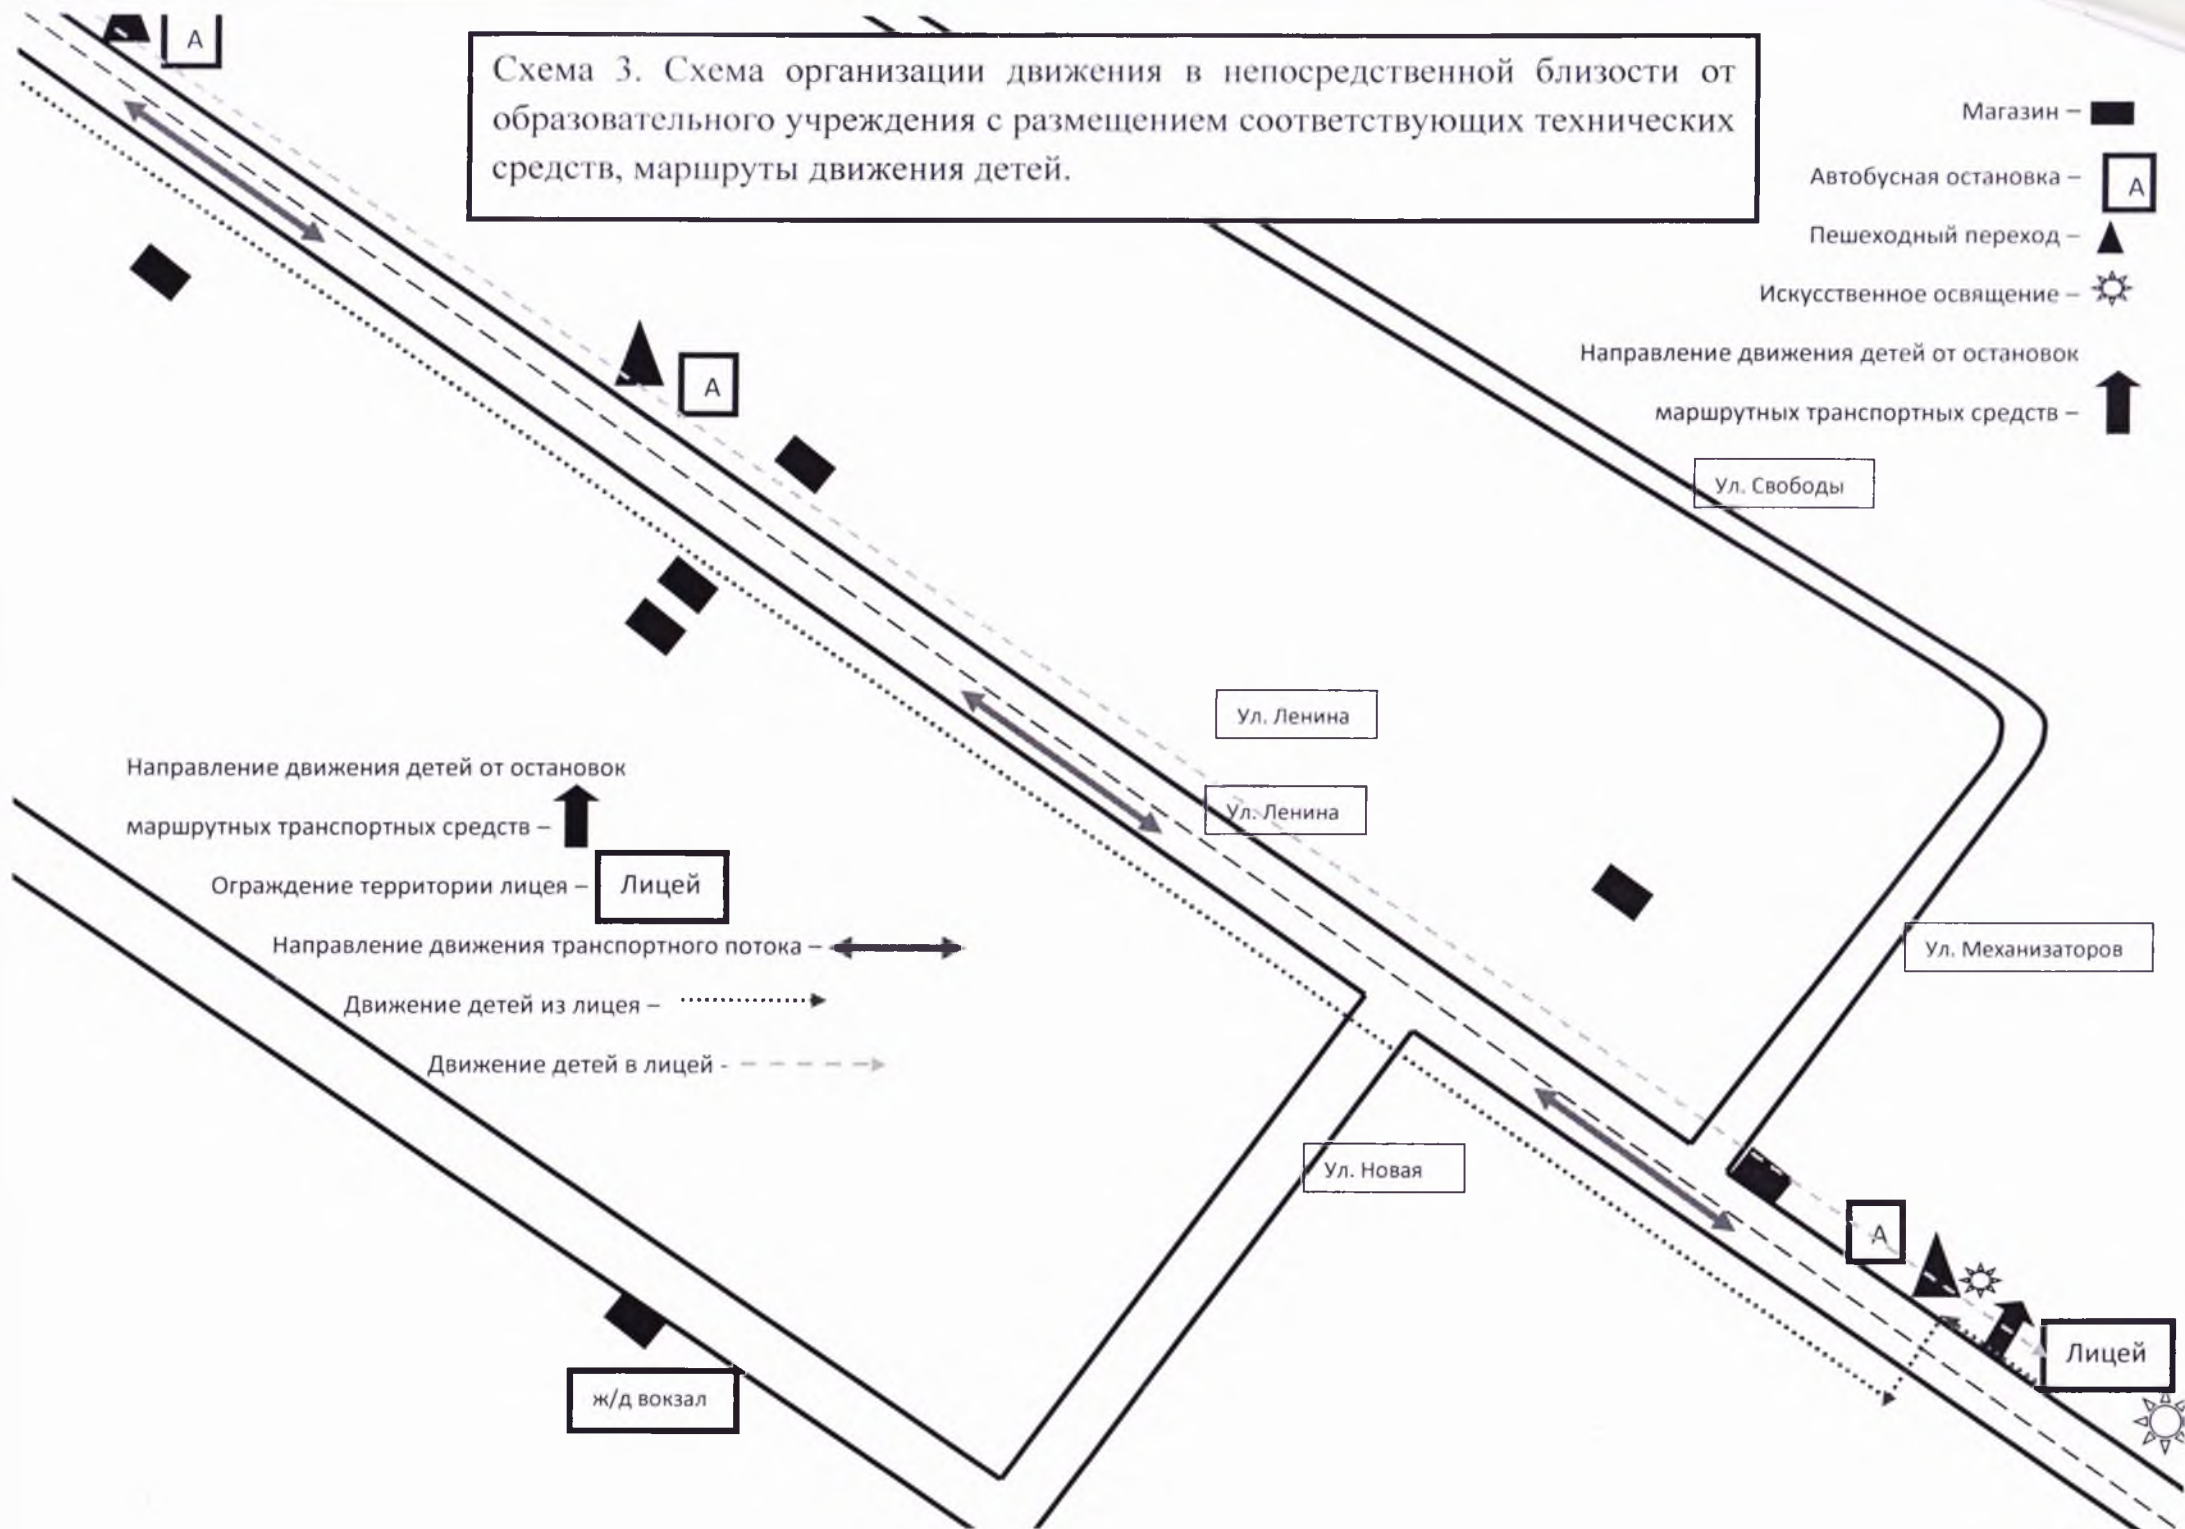 А
Схема 3. Схема организации движения в непосредственной близости от
образовательного учреждения с размещением соответствующих технических
средств, маршруты движения детей.
Магазин –
Автобусная остановка –
А
Пешеходный переход –
Искусственное освящение –
Направление движения детей от остановок
маршрутных транспортных средств –
А
Ул. Свободы
Ул. Ленина
Ул. Ленина
Направление движения детей от остановок
маршрутных транспортных средств –
Ограждение территории лицея –
Лицей
Направление движения транспортного потока –
Движение детей из лицея –
Движение детей в лицей -
Ул. Механизаторов
Ул. Новая
А
Лицей
ж/д вокзал